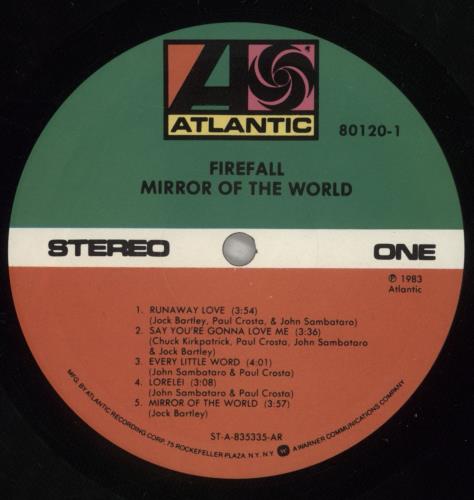 ATLANTIC
80120-1
FIREFALL
MIRROR OF THE WORLD
STEREO ONE
℗ 1983
Atlantic
1. RUNAWAY LOVE (3:54)
(Jock Bartley, Paul Crosta, & John Sambataro)
2. SAY YOU'RE GONNA LOVE ME (3:36)
(Chuck Kirkpatrick, Paul Crosta, John Sambataro
& Jock Bartley)
3. EVERY LITTLE WORD (4:01)
(John Sambataro & Paul Crosta)
4. LORELEI (3:08)
(John Sambataro & Paul Crosta)
5. MIRROR OF THE WORLD (3:57)
(Jock Bartley)
ST-A-835335-AR
MFG. BY ATLANTIC RECORDING CORP. 75 ROCKEFELLER PLAZA. N.Y. N.Y. A WARNER COMMUNICATIONS COMPANY